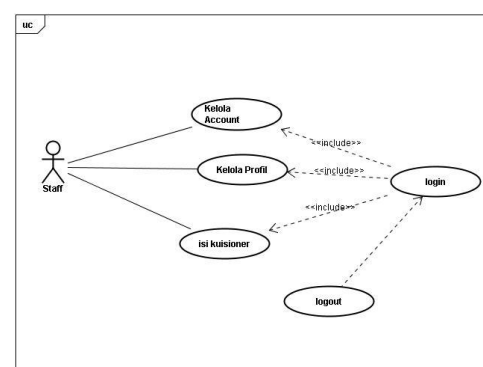 uc
Kelola
Account
<<include>>
Kelola Profil
<<include>>
login
Staff
<<include>>
isi kuisioner
logout